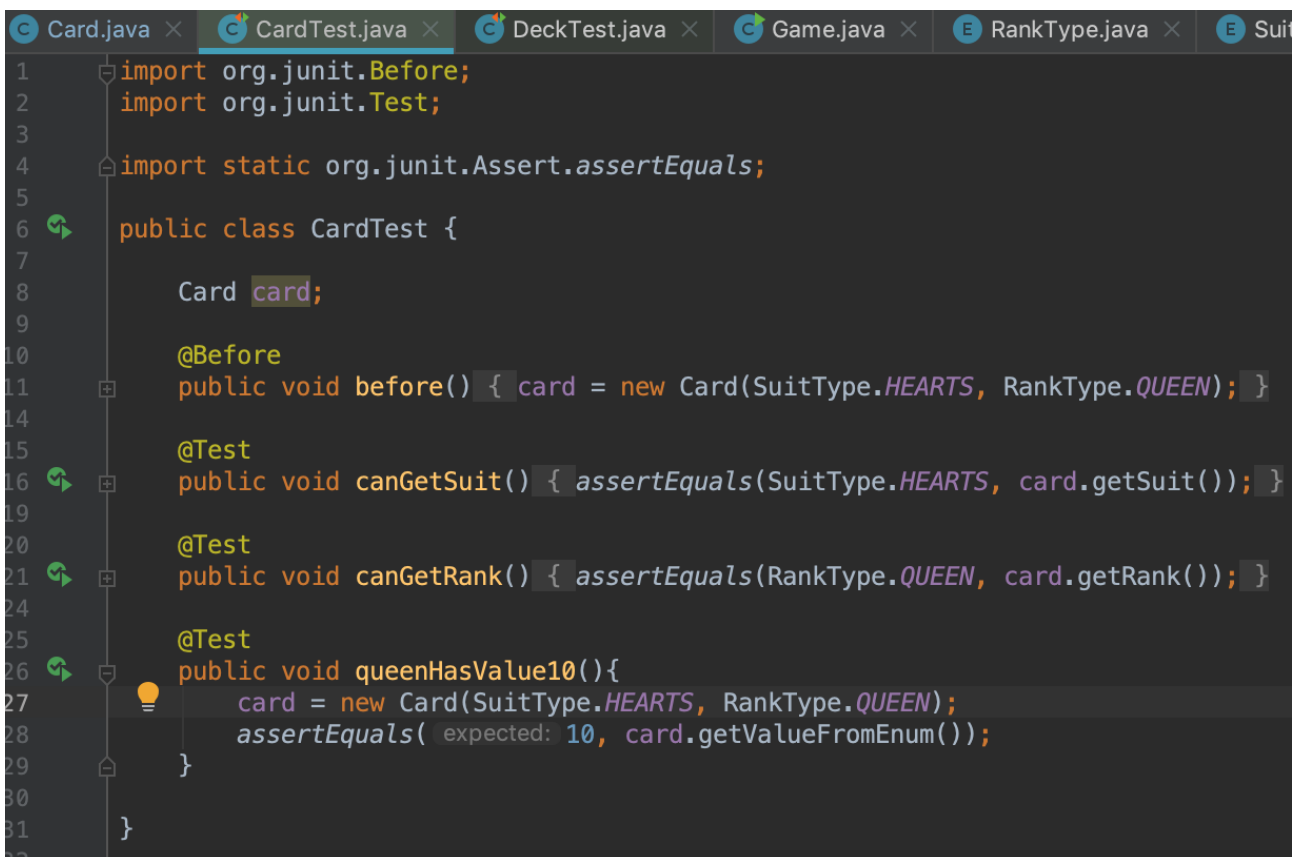 Card.java × CardTest.java × DeckTest.java × Game.java × RankType.java × Suit
1 import org.junit.Before;
2 import org.junit.Test;
3
4 import static org.junit.Assert.assertEquals;
5
6 public class CardTest {
7
8 Card card;
9
10 @Before
11 public void before() { card = new Card(SuitType.HEARTS, RankType.QUEEN); }
14
15 @Test
16 public void canGetSuit() { assertEquals(SuitType.HEARTS, card.getSuit()); }
19
20 @Test
21 public void canGetRank() { assertEquals(RankType.QUEEN, card.getRank()); }
24
25 @Test
26 public void queenHasValue10(){
27 card = new Card(SuitType.HEARTS, RankType.QUEEN);
28 assertEquals( expected: 10, card.getValueFromEnum());
29 }
30
31 }